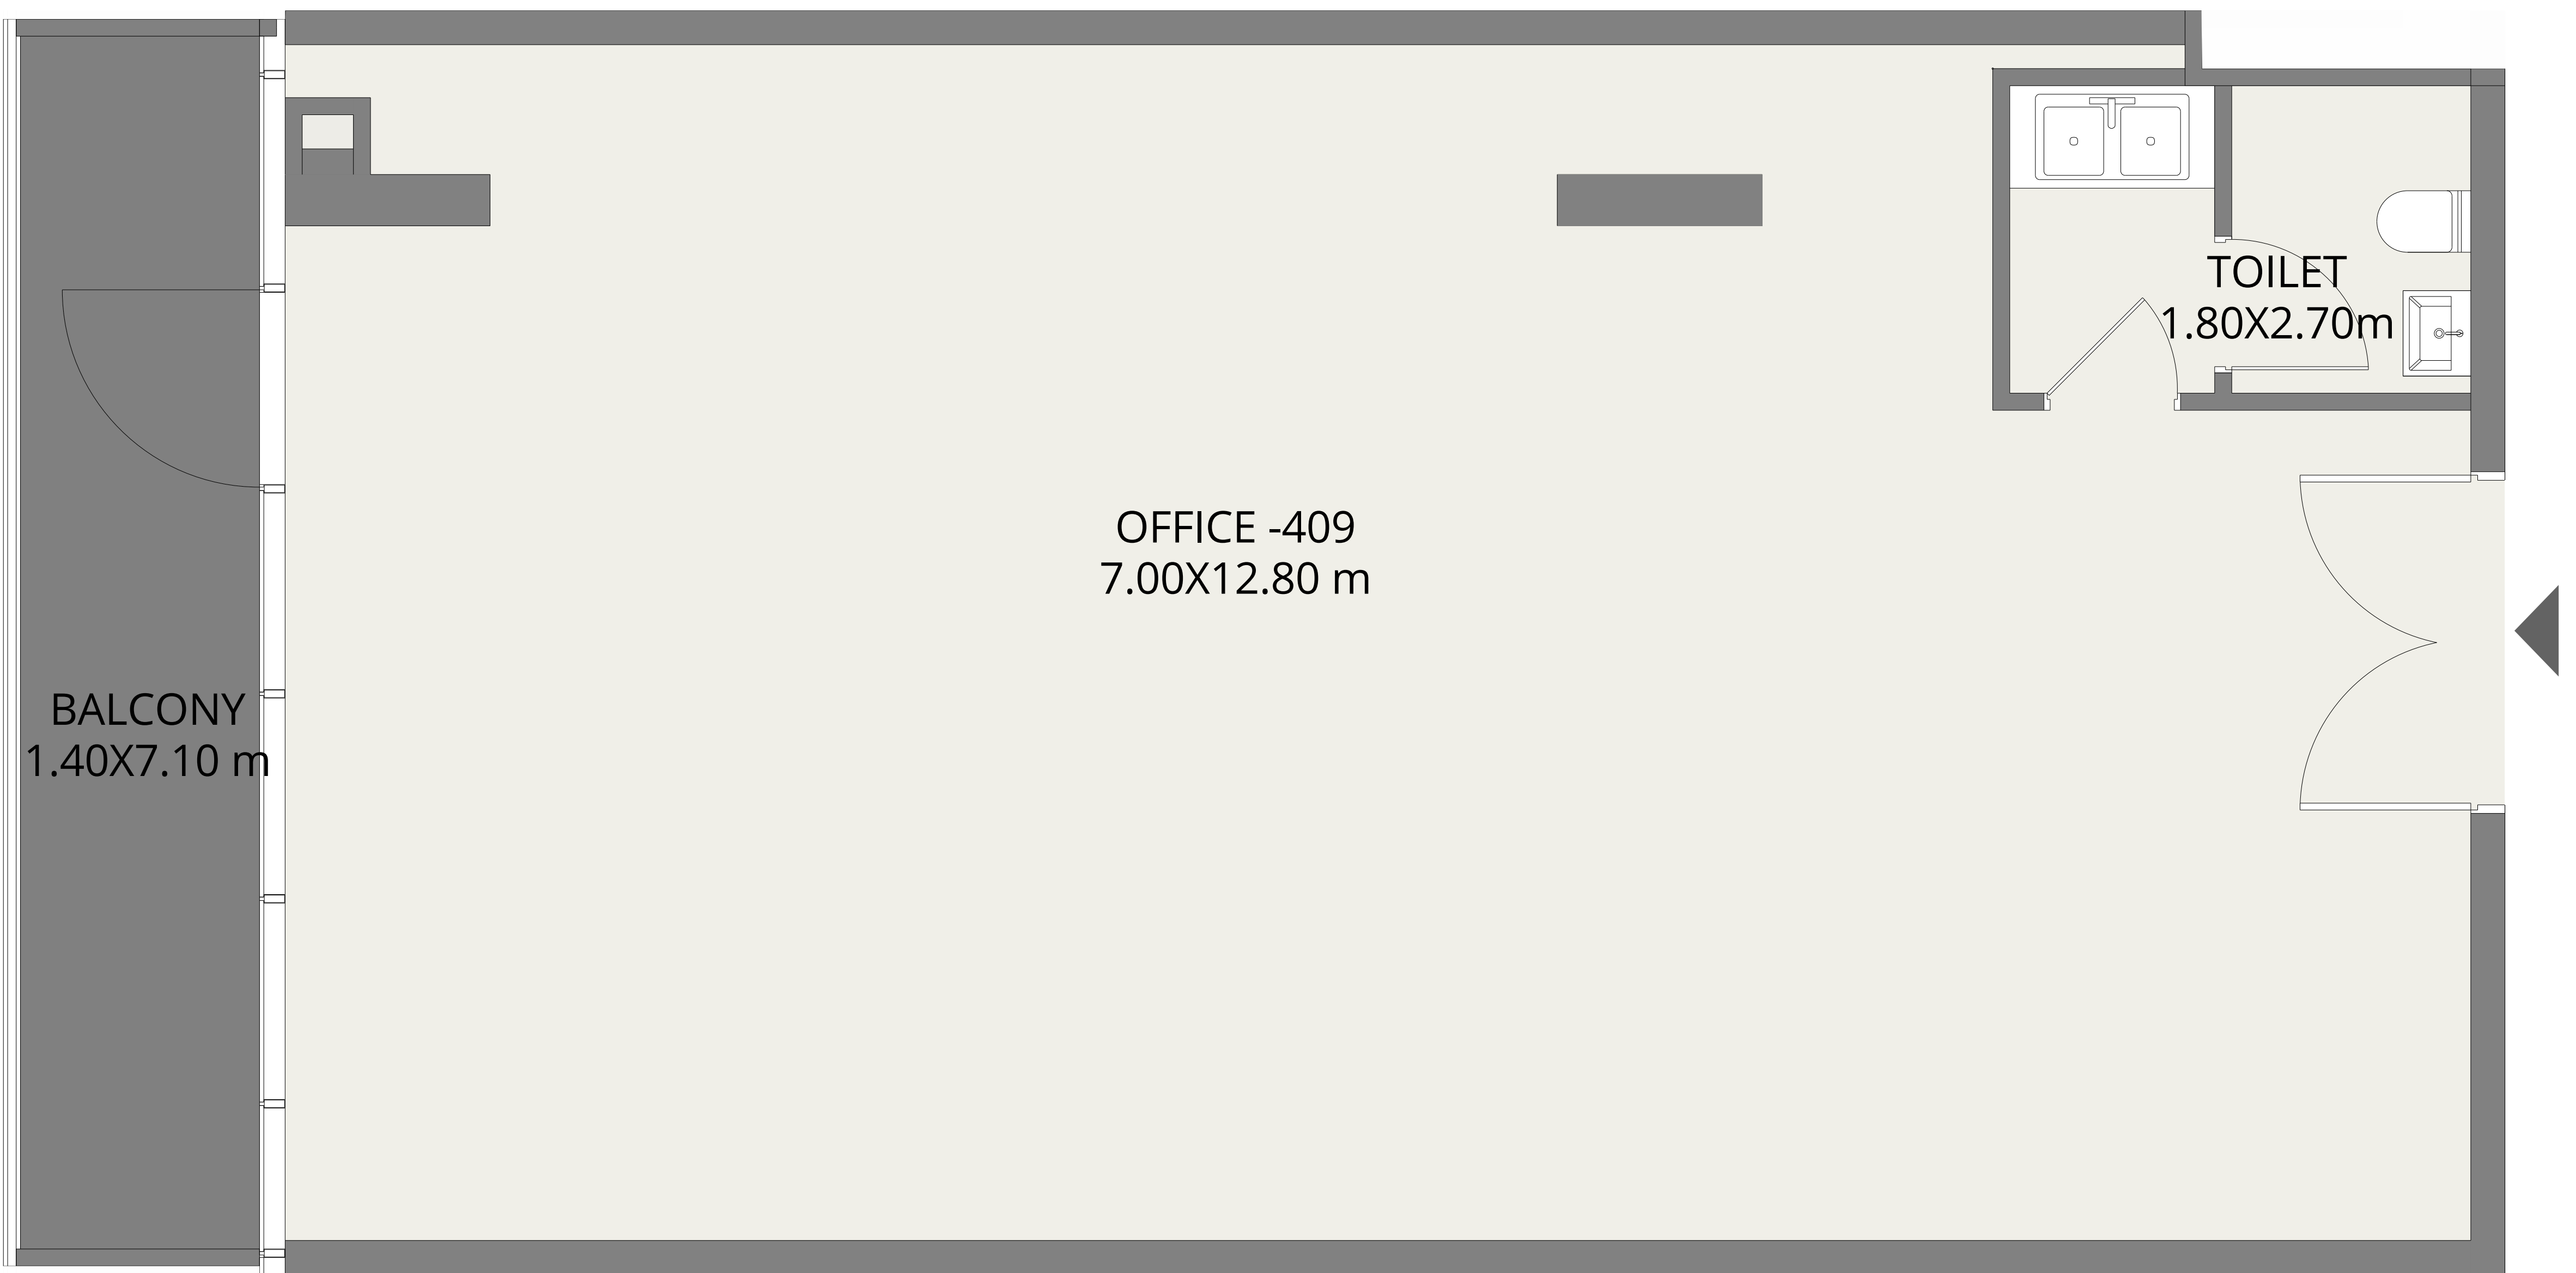 TOILET
1.80X2.70m
OFFICE -409
7.00X12.80 m
BALCONY
1.40X7.10 m